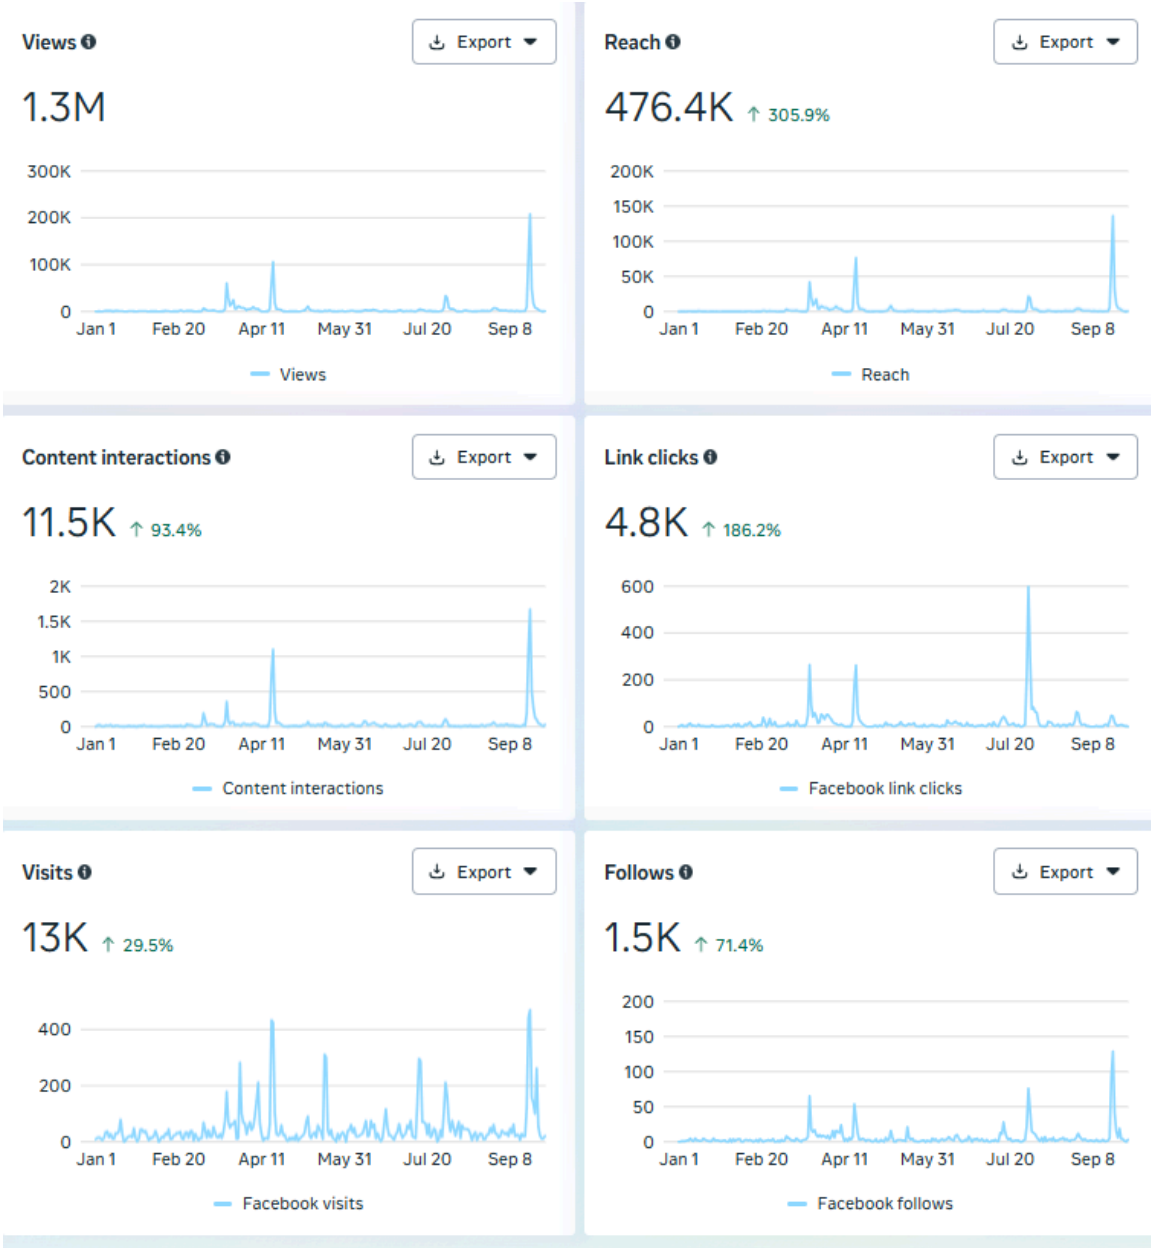 Views
Export
1.3M
300K
200K
100K
0
Jan 1 Feb 20 Apr 11 May 31 Jul 20 Sep 8
Views
Reach
Export
476.4K ↑ 305.9%
200K
150K
100K
50K
0
Jan 1 Feb 20 Apr 11 May 31 Jul 20 Sep 8
Reach
Content interactions
Export
11.5K ↑ 93.4%
2K
1.5K
1K
500
0
Jan 1 Feb 20 Apr 11 May 31 Jul 20 Sep 8
Content interactions
Link clicks
Export
4.8K ↑ 186.2%
600
400
200
0
Jan 1 Feb 20 Apr 11 May 31 Jul 20 Sep 8
Facebook link clicks
Visits
Export
13K ↑ 29.5%
400
200
0
Jan 1 Feb 20 Apr 11 May 31 Jul 20 Sep 8
Facebook visits
Follows
Export
1.5K ↑ 71.4%
200
150
100
50
0
Jan 1 Feb 20 Apr 11 May 31 Jul 20 Sep 8
Facebook follows